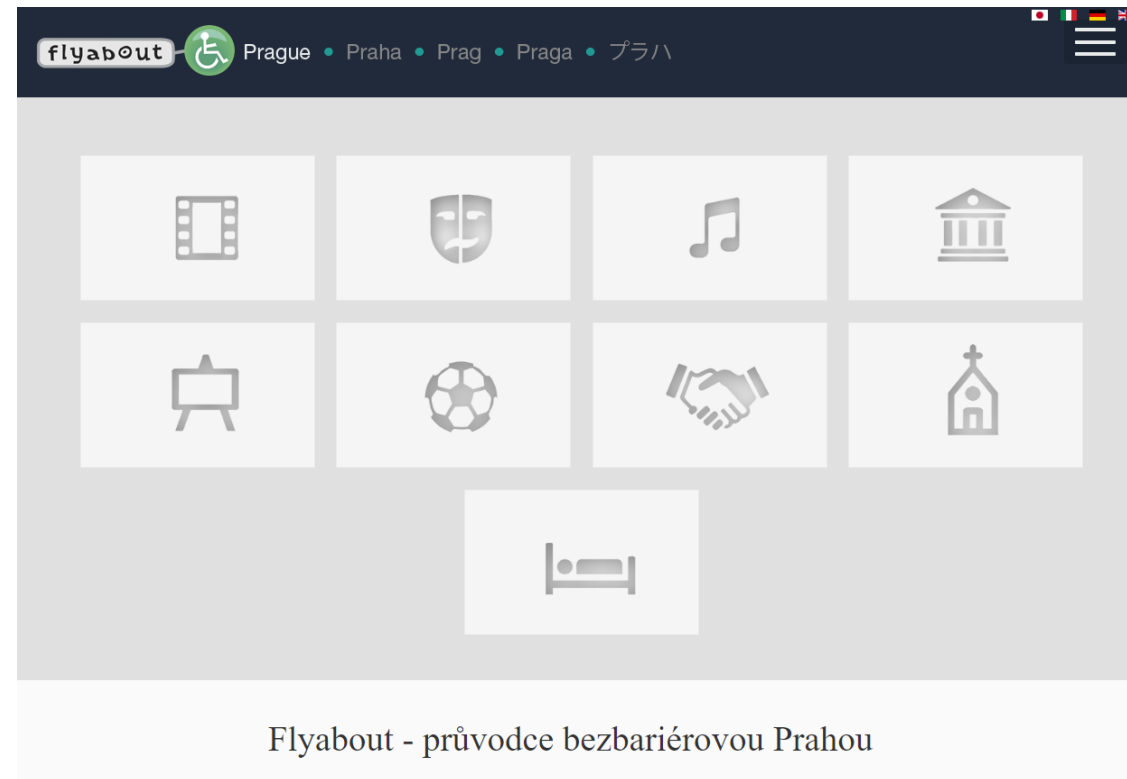 flyabout Prague • Praha • Prag • Praga • プラハ
Flyabout - průvodce bezbariérovou Prahou